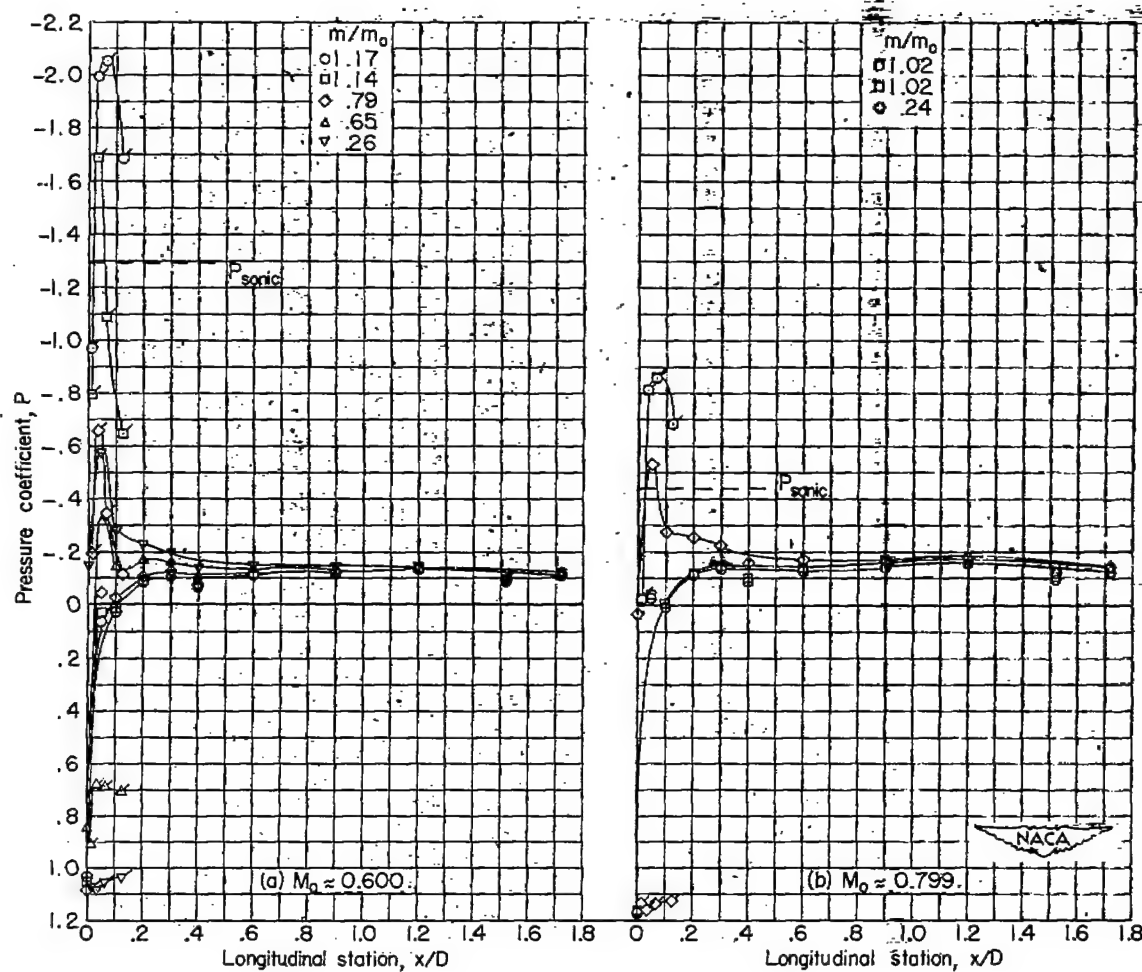 -2.2
-2.0
-1.8
-1.6
-1.4
-1.2
-1.0
-.8
-.6
-.4
-.2
0
.2
.4
.6
.8
1.0
1.2
Pressure coefficient, P
m/m₀
1.17
1.14
.79
.65
.26
P sonic
(a) M₀ ≈ 0.600
0 .2 .4 .6 .8 1.0 1.2 1.4 1.6 1.8
Longitudinal station, x/D
m/m₀
1.02
1.02
.24
P sonic
NACA
(b) M₀ ≈ 0.799
0 .2 .4 .6 .8 1.0 1.2 1.4 1.6 1.8
Longitudinal station, x/D